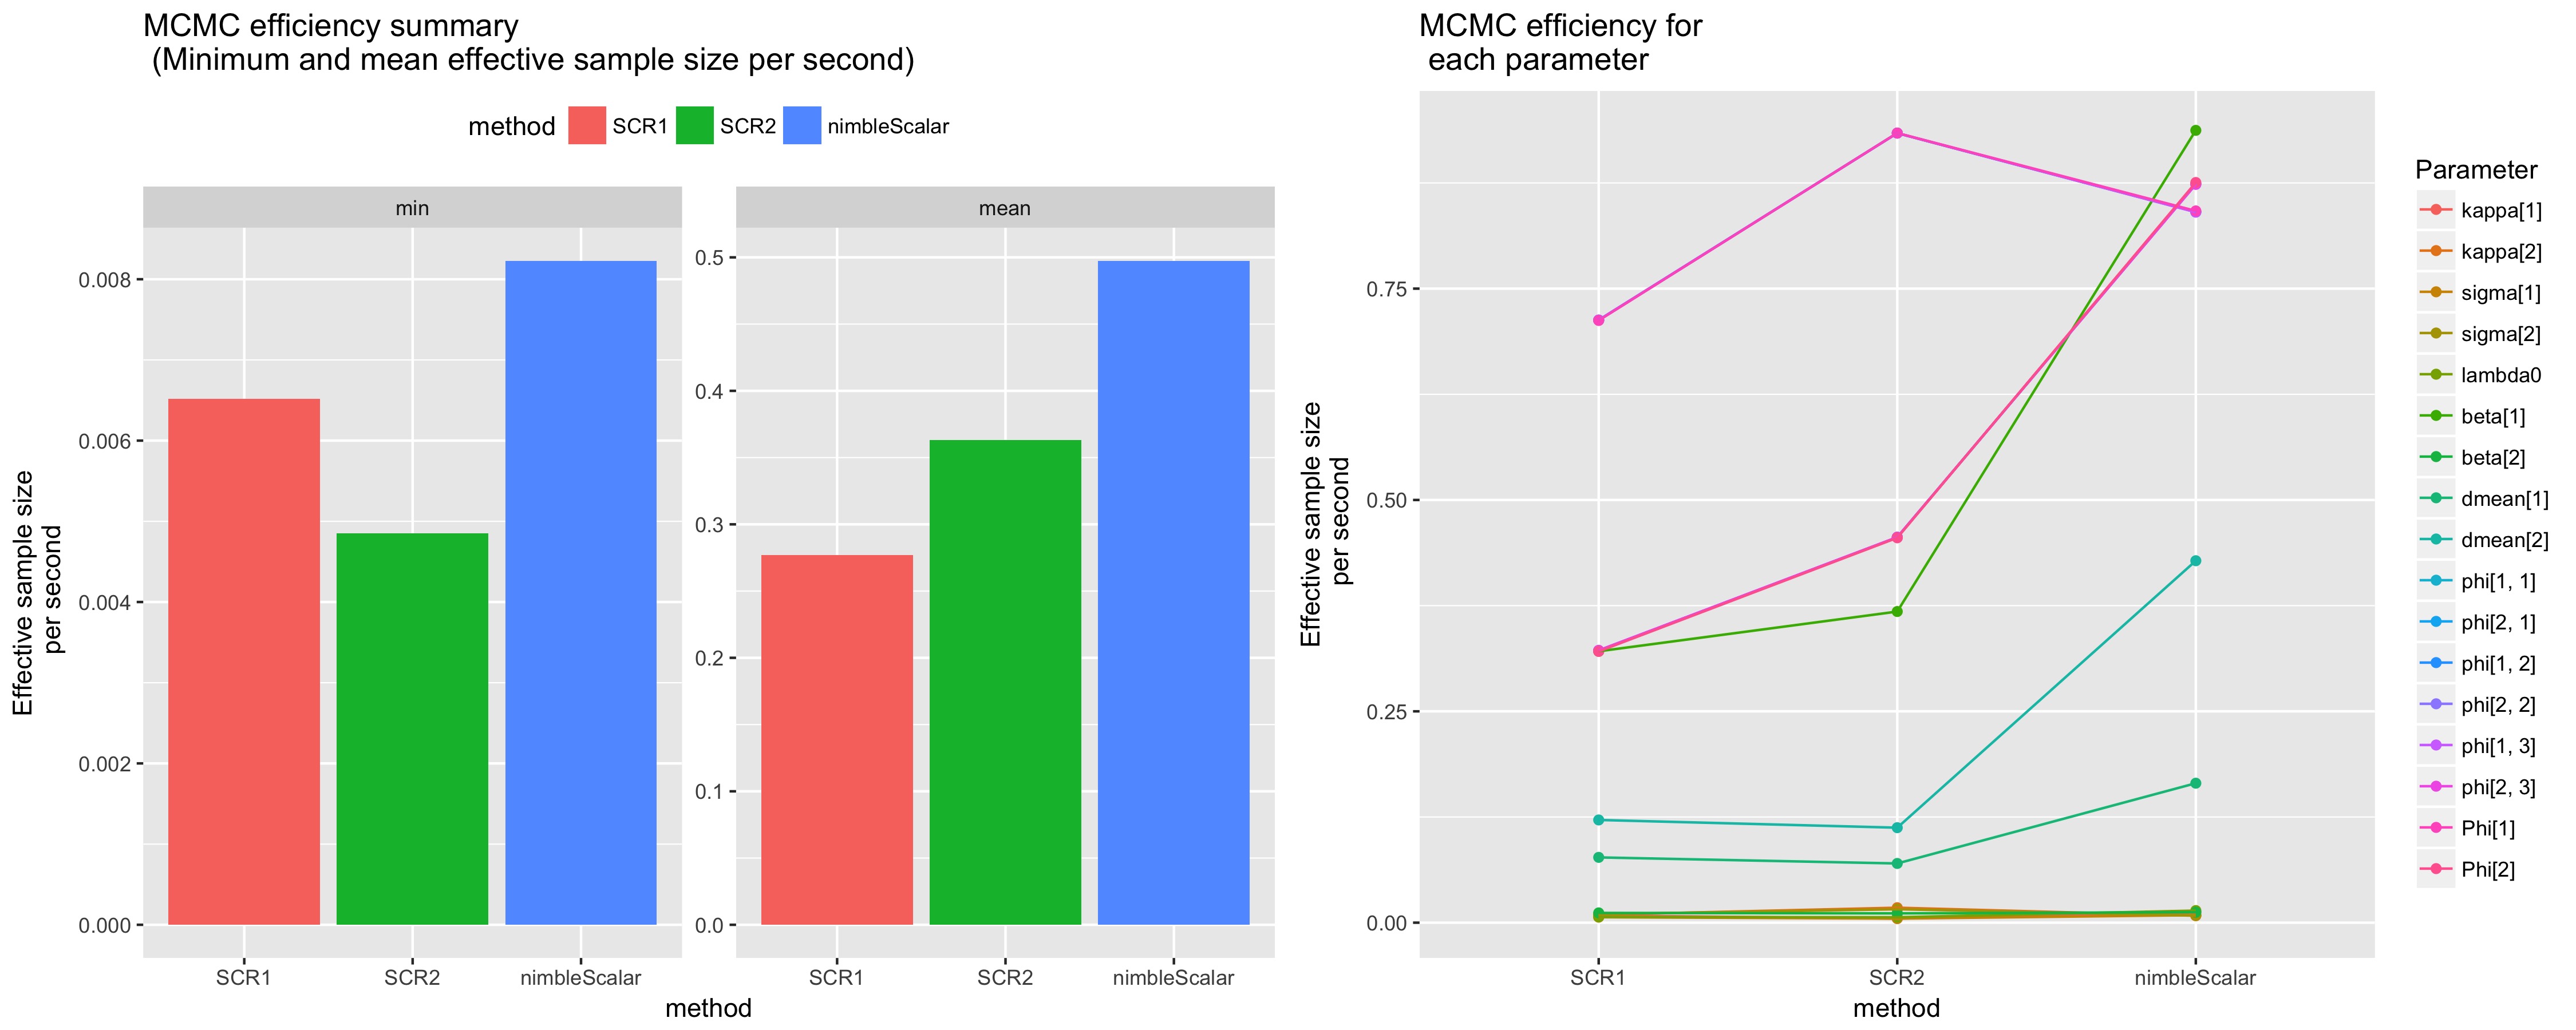 MCMC efficiency summary
(Minimum and mean effective sample size per second)
method SCR1 SCR2 nimbleScalar
min
mean
Effective sample size
per second
0.008
0.006
0.004
0.002
0.000
0.5
0.4
0.3
0.2
0.1
0.0
SCR1 SCR2 nimbleScalar
SCR1 SCR2 nimbleScalar
method
MCMC efficiency for
each parameter
Effective sample size
per second
0.75
0.50
0.25
0.00
SCR1 SCR2 nimbleScalar
method
Parameter
kappa[1]
kappa[2]
sigma[1]
sigma[2]
lambda0
beta[1]
beta[2]
dmean[1]
dmean[2]
phi[1, 1]
phi[2, 1]
phi[1, 2]
phi[2, 2]
phi[1, 3]
phi[2, 3]
Phi[1]
Phi[2]